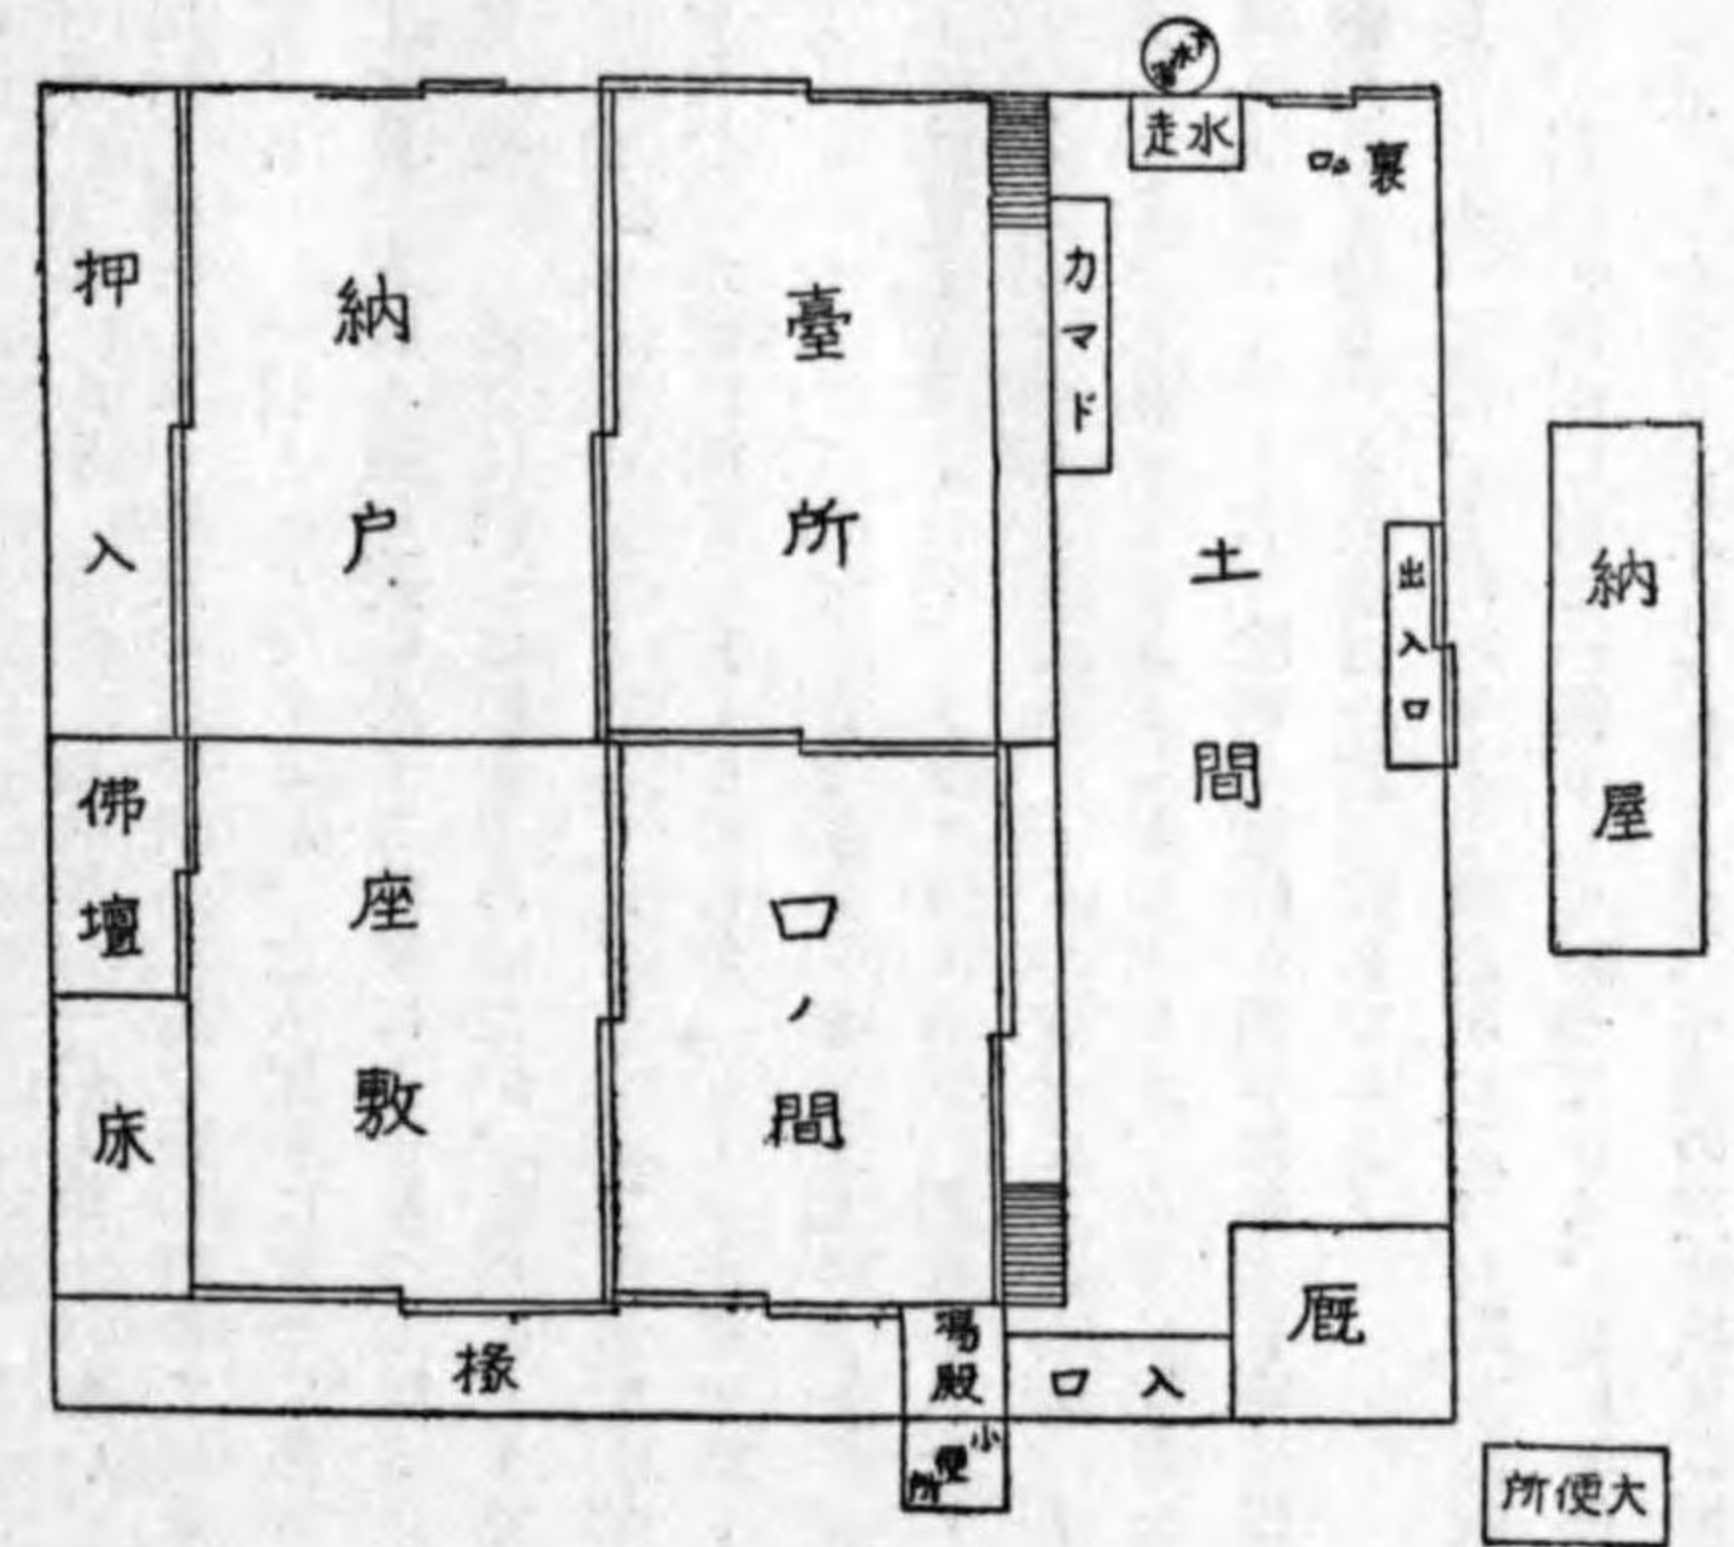 水走
裏口
押入
納戸
臺所
カマド
土間
出入口
納屋
佛壇
座敷
口ノ間
床
厩
椽
湯殿
入口
小便所
大便所